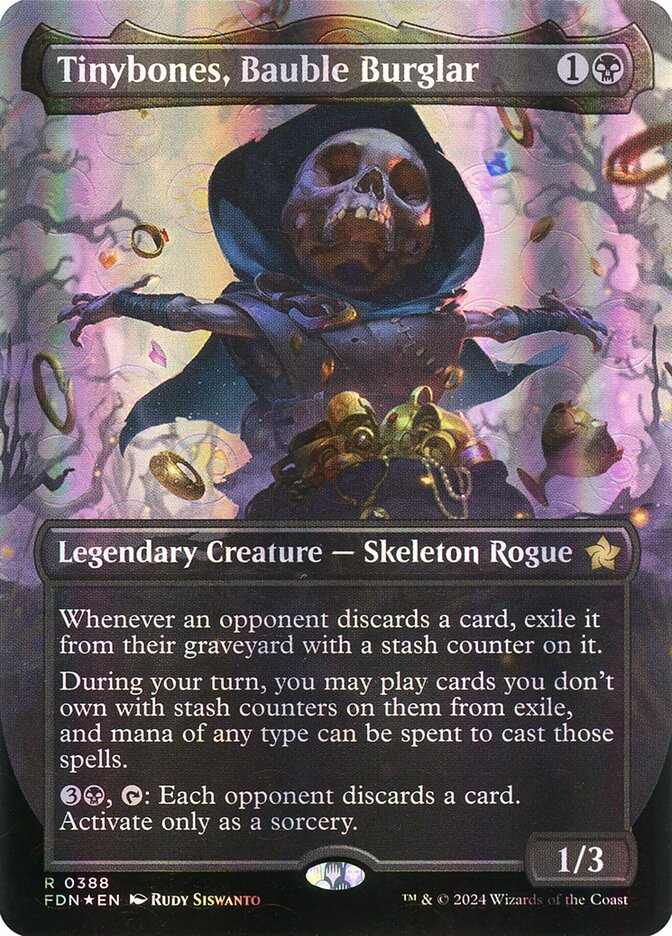 Tinybones, Bauble Burglar 1
Legendary Creature — Skeleton Rogue
Whenever an opponent discards a card, exile it
from their graveyard with a stash counter on it.
During your turn, you may play cards you don't
own with stash counters on them from exile,
and mana of any type can be spent to cast those
spells.
3, : Each opponent discards a card.
Activate only as a sorcery.
1/3
R 0388
FDN★EN Rudy Siswanto
™ & © 2024 Wizards of the Coast